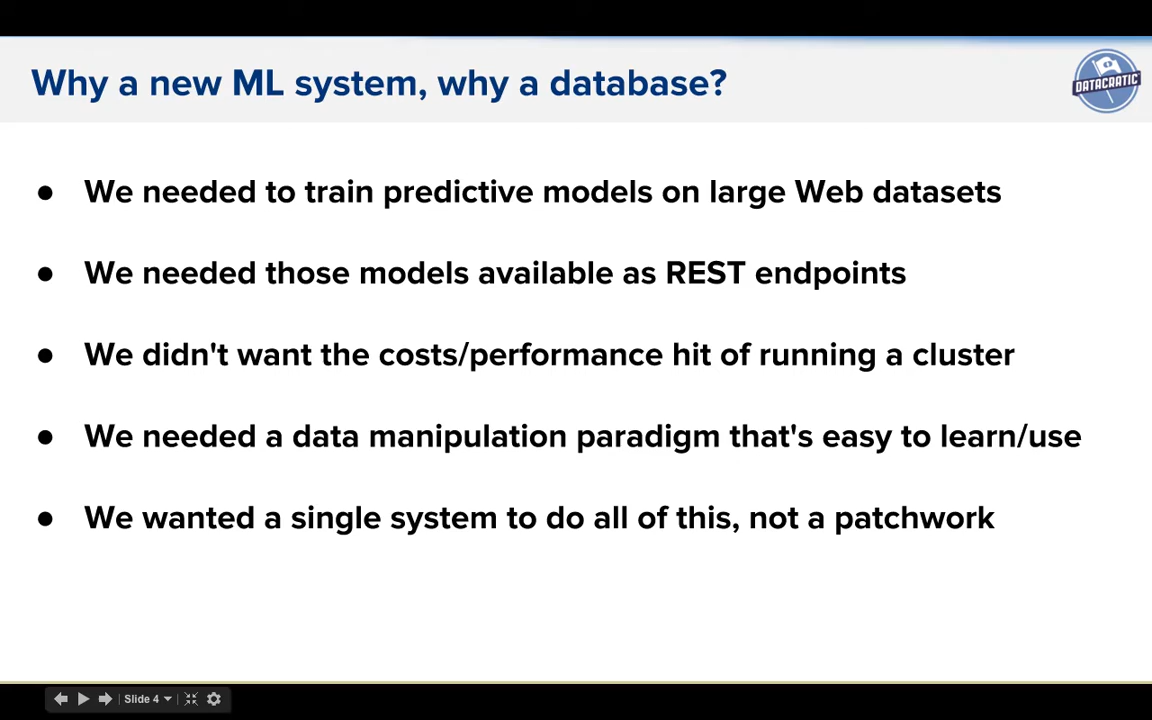 Why a new ML system, why a database?
DATACRATIC
● We needed to train predictive models on large Web datasets
● We needed those models available as REST endpoints
● We didn't want the costs/performance hit of running a cluster
● We needed a data manipulation paradigm that's easy to learn/use
● We wanted a single system to do all of this, not a patchwork
Slide 4